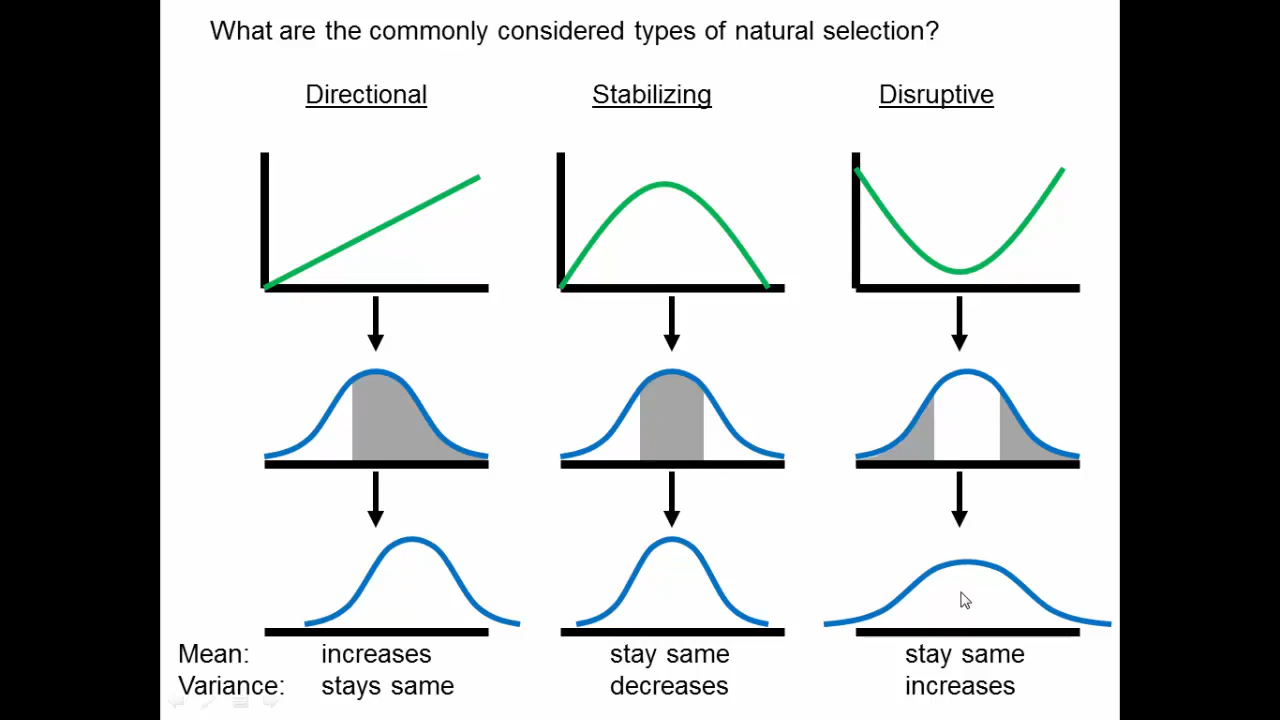 What are the commonly considered types of natural selection?
Directional Stabilizing Disruptive
Mean: increases stay same stay same
Variance: stays same decreases increases